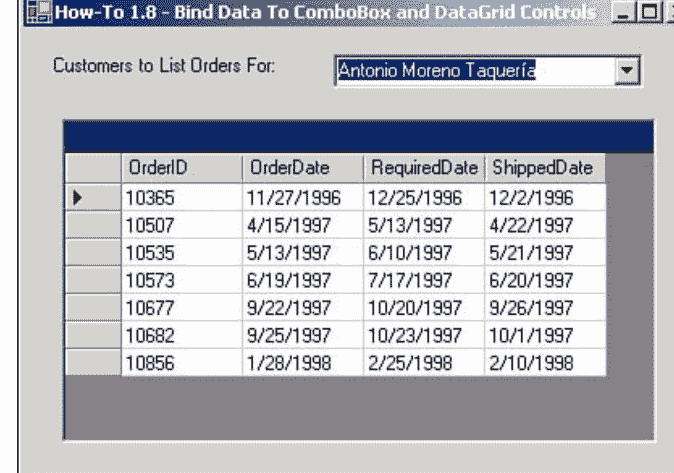 How-To 1.8 - Bind Data To ComboBox and DataGrid Controls
Customers to List Orders For: Antonio Moreno Taquería
OrderID OrderDate RequiredDate ShippedDate
10365 11/27/1996 12/25/1996 12/2/1996
10507 4/15/1997 5/13/1997 4/22/1997
10535 5/13/1997 6/10/1997 5/21/1997
10573 6/19/1997 7/17/1997 6/20/1997
10677 9/22/1997 10/20/1997 9/26/1997
10682 9/25/1997 10/23/1997 10/1/1997
10856 1/28/1998 2/25/1998 2/10/1998